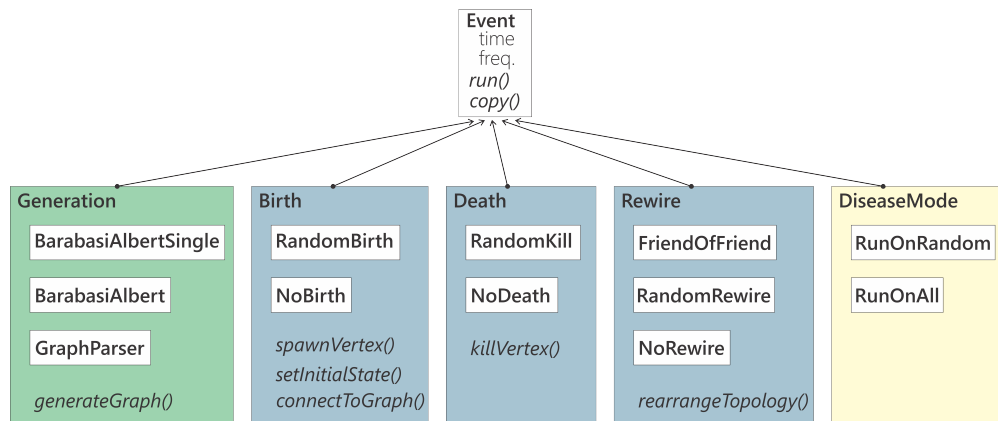 Event
time
freq.
run()
copy()
Generation
BarabasiAlbertSingle
BarabasiAlbert
GraphParser
generateGraph()
Birth
RandomBirth
NoBirth
spawnVertex()
setInitialState()
connectToGraph()
Death
RandomKill
NoDeath
killVertex()
Rewire
FriendOfFriend
RandomRewire
NoRewire
rearrangeTopology()
DiseaseMode
RunOnRandom
RunOnAll